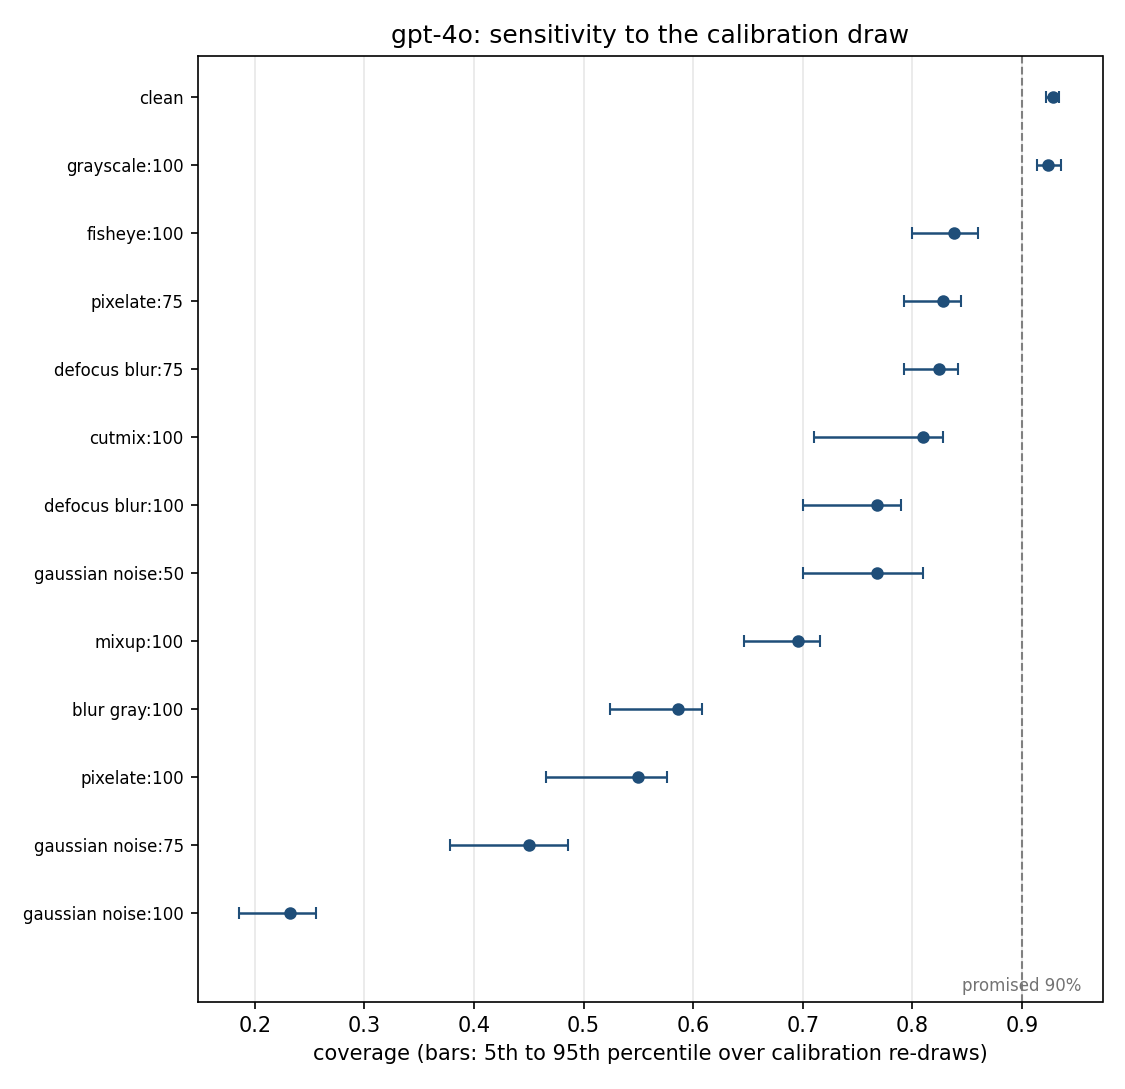 gpt-4o: sensitivity to the calibration draw
clean
grayscale:100
fisheye:100
pixelate:75
defocus blur:75
cutmix:100
defocus blur:100
gaussian noise:50
mixup:100
blur gray:100
pixelate:100
gaussian noise:75
gaussian noise:100
promised 90%
0.2 0.3 0.4 0.5 0.6 0.7 0.8 0.9
coverage (bars: 5th to 95th percentile over calibration re-draws)